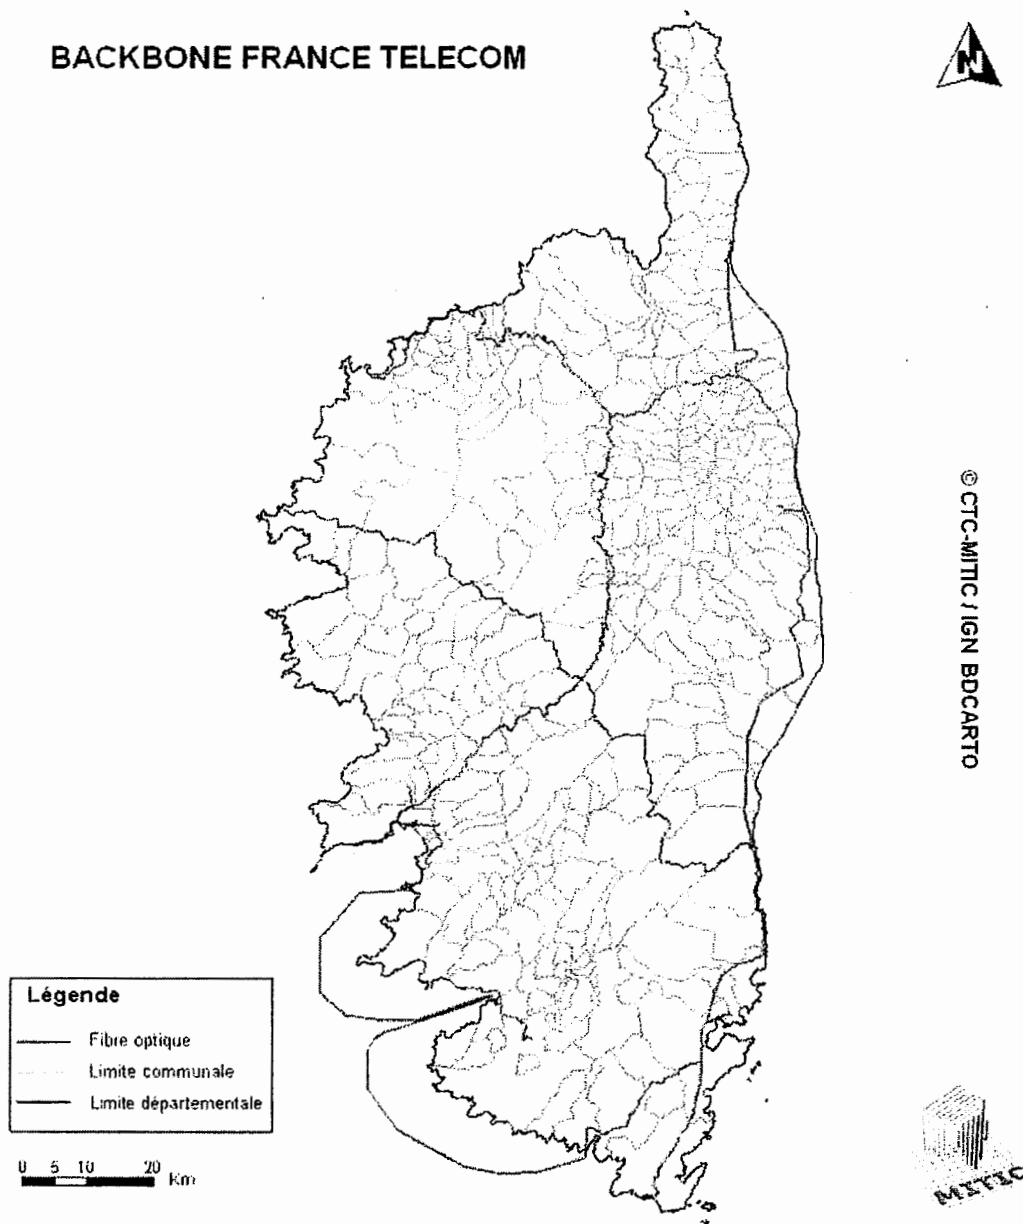 BACKBONE FRANCE TELECOM
N
© CTC-MITIC / IGN BDCARTO
Légende
Fibre optique
Limite communale
Limite départementale
0 5 10 20 Km
MITIC